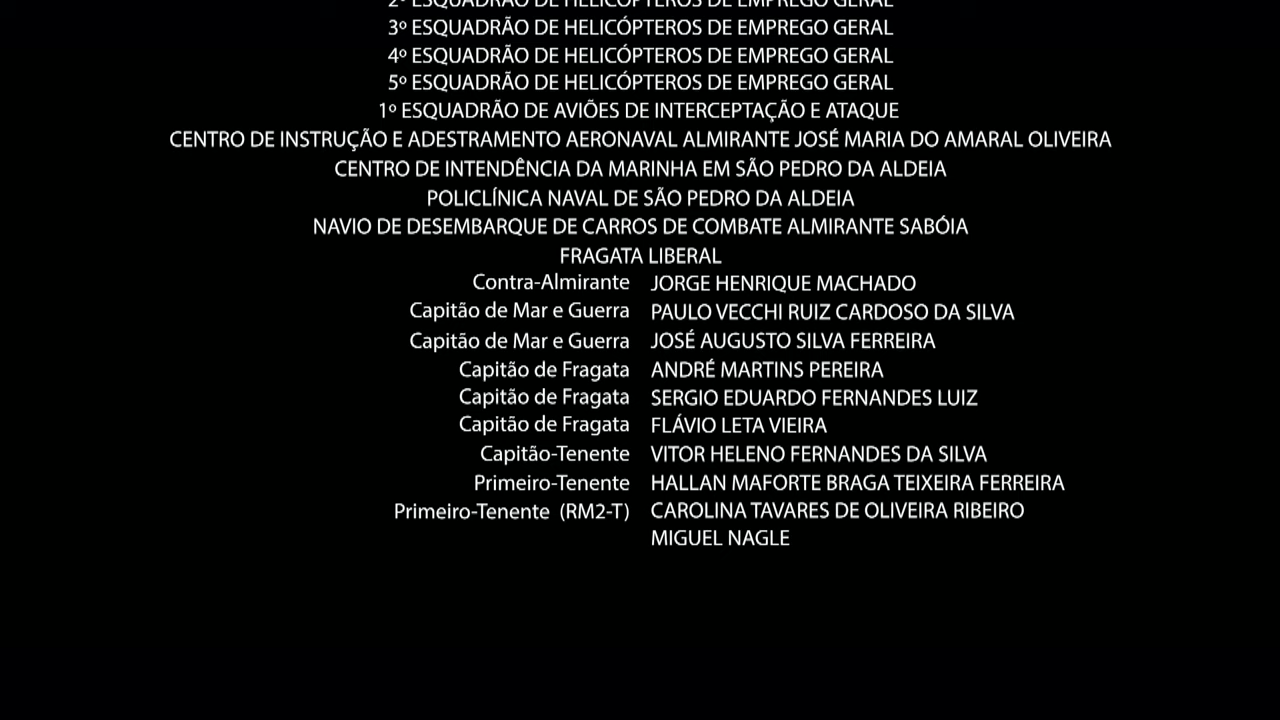 2º ESQUADRÃO DE HELICÓPTEROS DE EMPREGO GERAL
3º ESQUADRÃO DE HELICÓPTEROS DE EMPREGO GERAL
4º ESQUADRÃO DE HELICÓPTEROS DE EMPREGO GERAL
5º ESQUADRÃO DE HELICÓPTEROS DE EMPREGO GERAL
1º ESQUADRÃO DE AVIÕES DE INTERCEPTAÇÃO E ATAQUE
CENTRO DE INSTRUÇÃO E ADESTRAMENTO AERONAVAL ALMIRANTE JOSÉ MARIA DO AMARAL OLIVEIRA
CENTRO DE INTENDÊNCIA DA MARINHA EM SÃO PEDRO DA ALDEIA
POLICLÍNICA NAVAL DE SÃO PEDRO DA ALDEIA
NAVIO DE DESEMBARQUE DE CARROS DE COMBATE ALMIRANTE SABÓIA
FRAGATA LIBERAL
Contra-Almirante JORGE HENRIQUE MACHADO
Capitão de Mar e Guerra PAULO VECCHI RUIZ CARDOSO DA SILVA
Capitão de Mar e Guerra JOSÉ AUGUSTO SILVA FERREIRA
Capitão de Fragata ANDRÉ MARTINS PEREIRA
Capitão de Fragata SERGIO EDUARDO FERNANDES LUIZ
Capitão de Fragata FLÁVIO LETA VIEIRA
Capitão-Tenente VITOR HELENO FERNANDES DA SILVA
Primeiro-Tenente HALLAN MAFORTE BRAGA TEIXEIRA FERREIRA
Primeiro-Tenente (RM2-T) CAROLINA TAVARES DE OLIVEIRA RIBEIRO
MIGUEL NAGLE